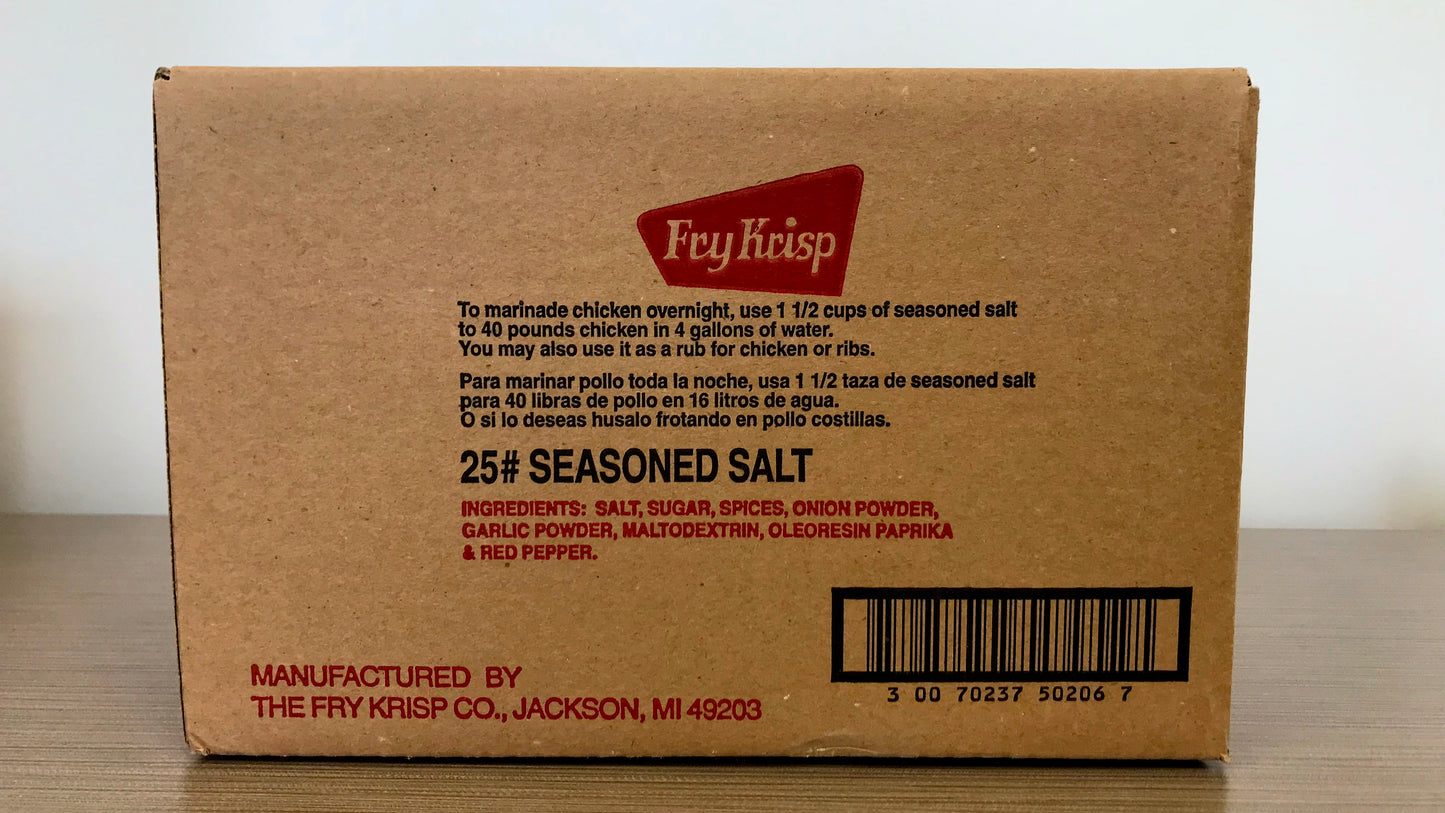 Fry Krisp
To marinade chicken overnight, use 1 1/2 cups of seasoned salt
to 40 pounds chicken in 4 gallons of water.
You may also use it as a rub for chicken or ribs.
Para marinar pollo toda la noche, usa 1 1/2 taza de seasoned salt
para 40 libras de pollo en 16 litros de agua.
O si lo deseas husalo frotando en pollo costillas.
25# SEASONED SALT
INGREDIENTS: SALT, SUGAR, SPICES, ONION POWDER,
GARLIC POWDER, MALTODEXTRIN, OLEORESIN PAPRIKA
& RED PEPPER.
MANUFACTURED BY
THE FRY KRISP CO., JACKSON, MI 49203
3 00 70237 50206 7